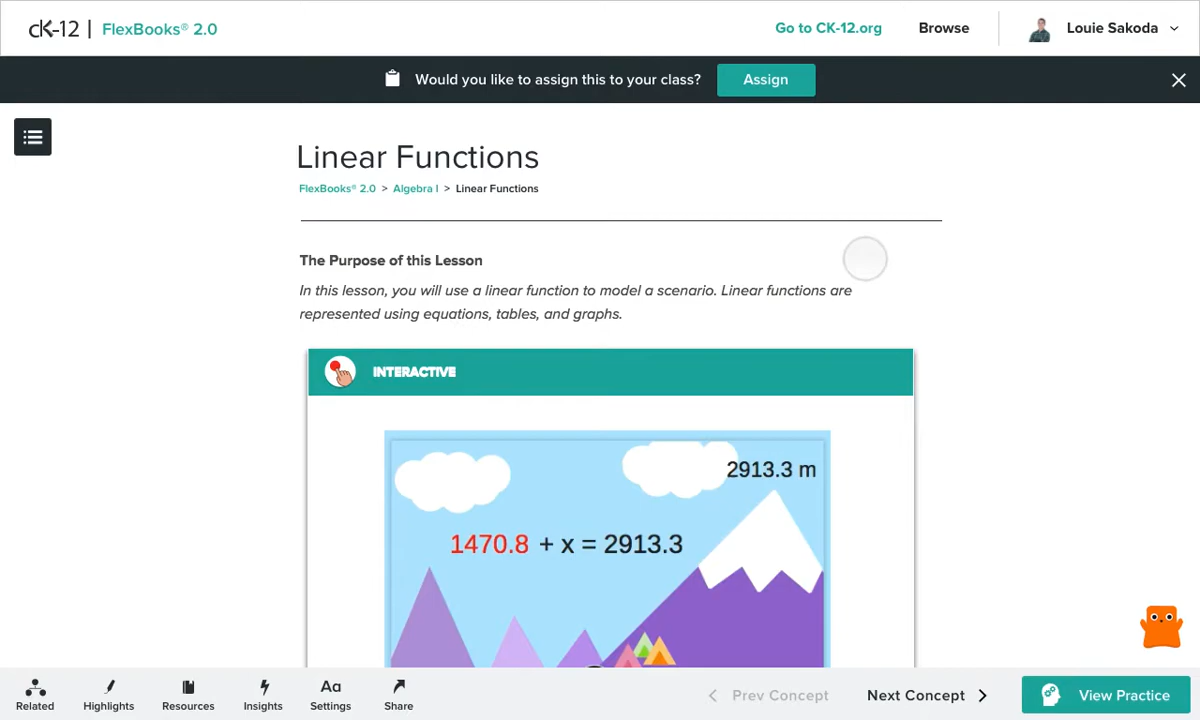 cK-12 | FlexBooks® 2.0
Go to CK-12.org
Browse
Louie Sakoda
Would you like to assign this to your class?
Assign
Linear Functions
FlexBooks® 2.0 > Algebra I > Linear Functions
The Purpose of this Lesson
In this lesson, you will use a linear function to model a scenario. Linear functions are
represented using equations, tables, and graphs.
INTERACTIVE
2913.3 m
1470.8 + x = 2913.3
Related
Highlights
Resources
Insights
Aa
Settings
Share
Prev Concept
Next Concept
View Practice